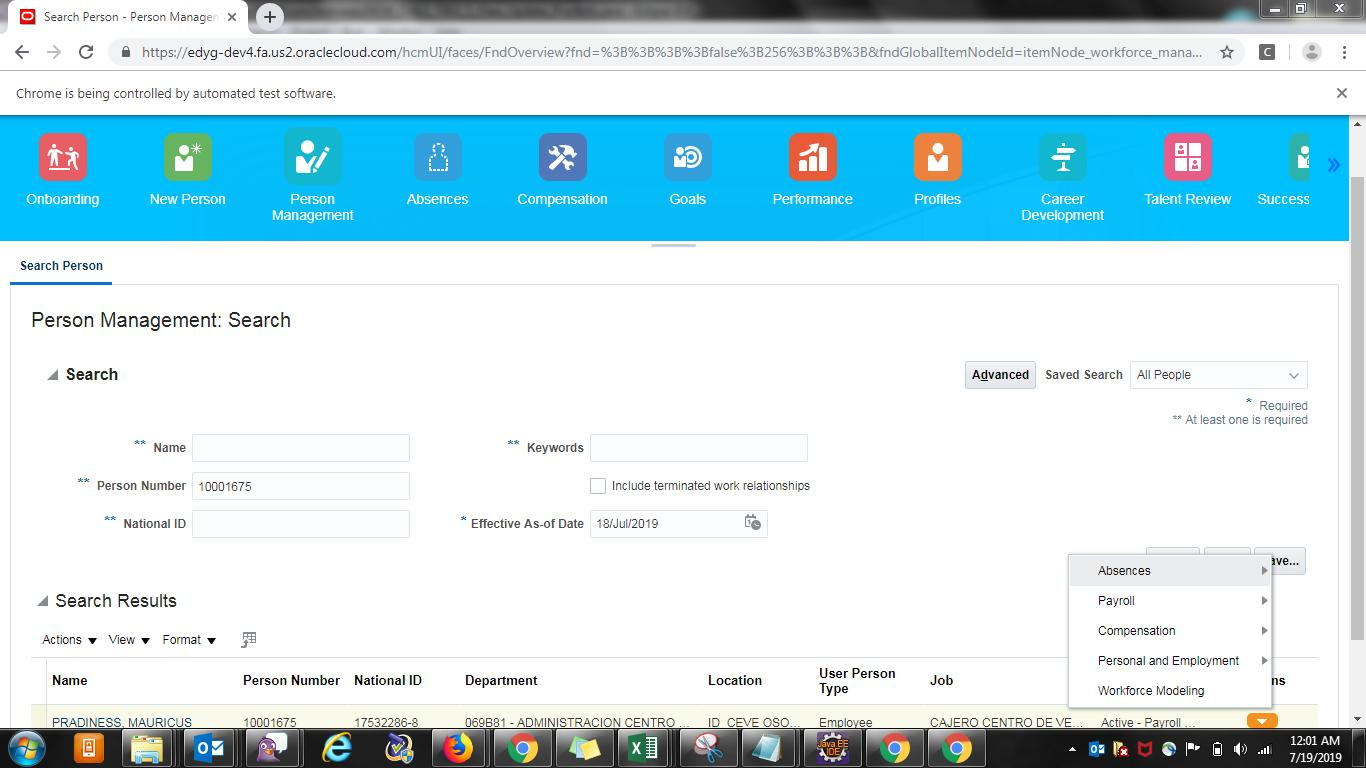 Search Person - Person Managen
https://edyg-dev4.fa.us2.oraclecloud.com/hcmUI/faces/FndOverview?fnd=%3B%3B%3B%3Bfalse%3B256%3B%3B%3B&fndGlobalItemNodeId=itemNode_workforce_mana...
C
Chrome is being controlled by automated test software.
Onboarding
New Person
Person
Management
Absences
Compensation
Goals
Performance
Profiles
Career
Development
Talent Review
Success
Search Person
Person Management: Search
Search
Advanced Saved Search All People
* Required
** At least one is required
** Name
** Keywords
** Person Number 10001675
Include terminated work relationships
** National ID
* Effective As-of Date 18/Jul/2019
ave...
Absences
Payroll
Compensation
Personal and Employment
Workforce Modeling
Search Results
Actions View Format
Name Person Number National ID Department Location User Person Type Job ns
PRADINESS, MAURICUS 10001675 17532286-8 069B81 - ADMINISTRACION CENTRO ... ID_CEVE OSO... Employee CAJERO CENTRO DE VE... Active - Payroll ...
Java EE
IDE
12:01 AM
7/19/2019